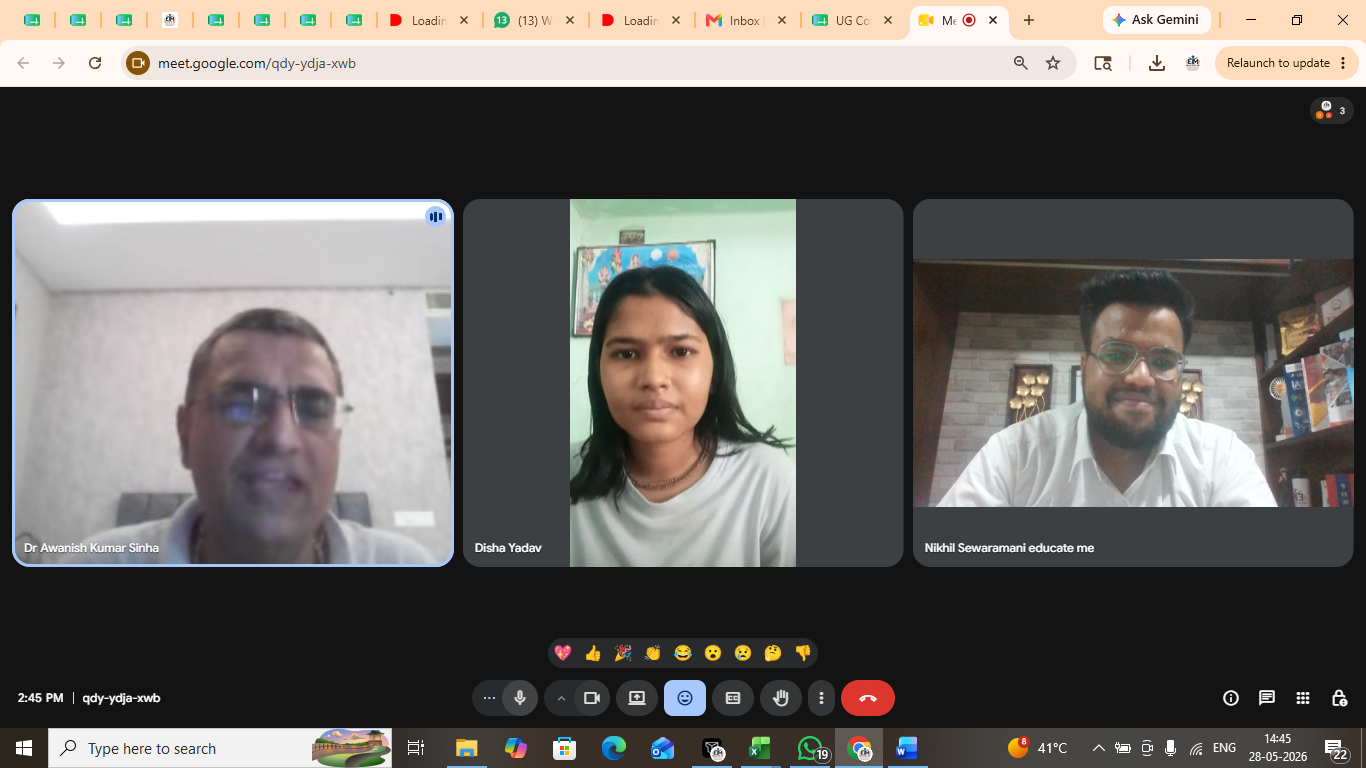 Loadin
13
(13) W
Loadin
Inbox
UG Co
Me
Ask Gemini
meet.google.com/qdy-ydja-xwb
Relaunch to update
3
Dr Awanish Kumar Sinha
Disha Yadav
Nikhil Sewaramani educate me
2:45 PM | qdy-ydja-xwb
Type here to search
19
8
41°C
ENG
14:45
28-05-2026
22